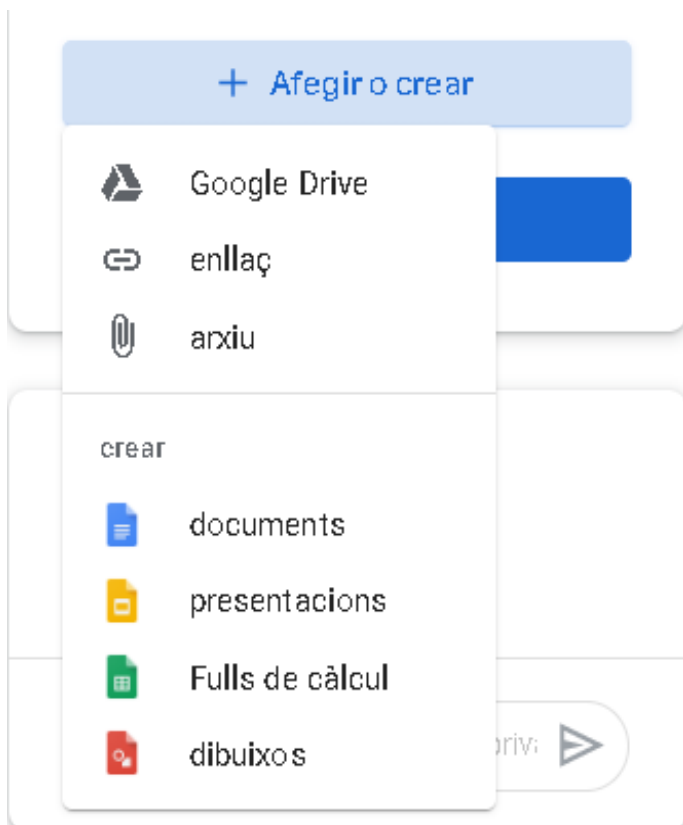 + Afegir o crear
Google Drive
enllaç
arxiu
crear
documents
presentacions
Fulls de càlcul
dibuixos